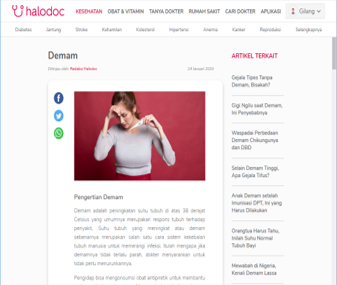 halodoc
KESEHATAN OBAT & VITAMIN TANYA DOKTER RUMAH SAKIT CARI DOKTER APLIKASI Gilang
Diabetes Jantung Stroke Kehamilan Kolesterol Hipertensi Anemia Kanker Reproduksi Selengkapnya
Demam
Ditinjau oleh Redaksi Halodoc
ARTIKEL TERKAIT
Gejala Tipes Tanpa
Demam, Bisakah?
Gigi Ngilu saat Demam,
Ini Penyebabnya
Waspadai Perbedaan
Demam Chikungunya
dan DBD
Selain Demam Tinggi,
Apa Gejala Tifus?
Anak Demam setelah
Imunisasi DPT, Ini yang
Harus Dilakukan
Orangtua Harus Tahu,
Inilah Suhu Normal
Tubuh Bayi
Mewabah di Nigeria,
Kenali Demam Lassa
Pengertian Demam
Demam adalah peningkatan suhu tubuh di atas 38 derajat
Celsius yang umumnya merupakan respons tubuh terhadap
penyakit. Suhu tubuh yang meningkat atau demam
sebenarnya merupakan salah satu cara sistem kekebalan
tubuh manusia untuk memerangi infeksi. Itulah mengapa jika
demamnya tidak terlalu parah, dokter menyarankan untuk
tidak perlu menurunkannya.
Pengidap bisa mengonsumsi obat antipiretik untuk membantu